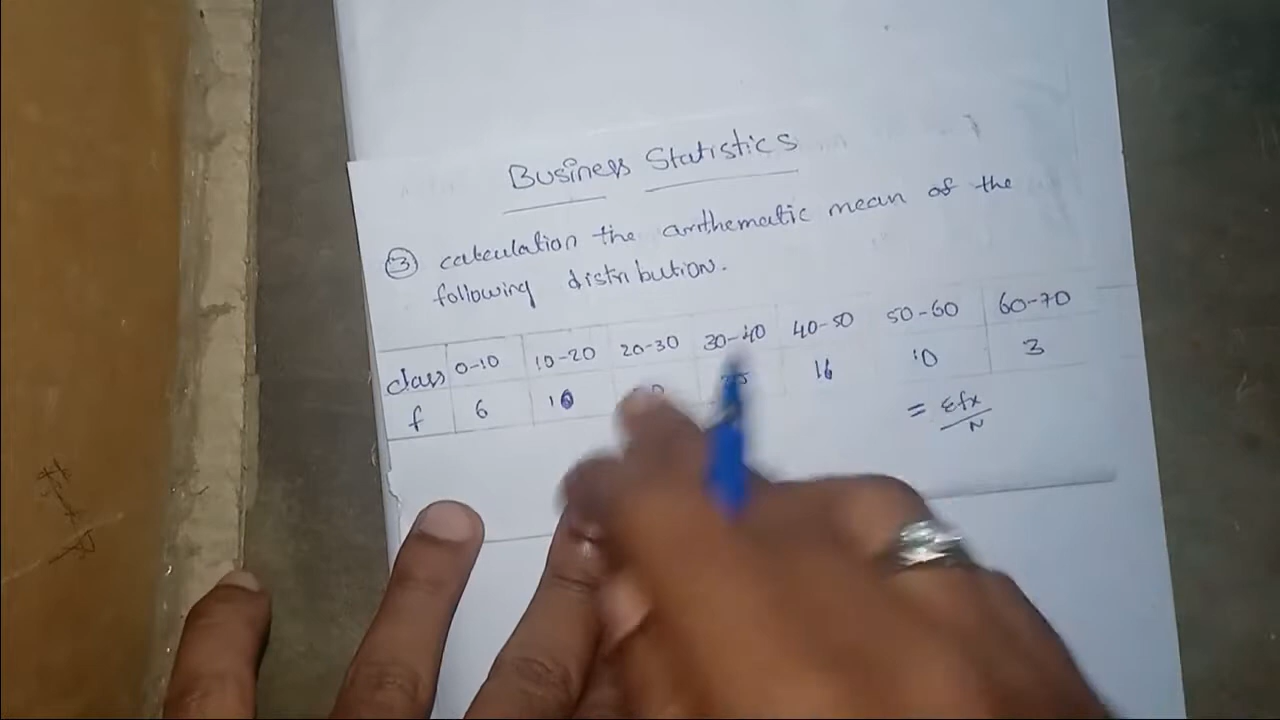 Business Statistics
③ calculation the arithematic mean of the
following distribution.
class 0-10 10-20 20-30 30-40 40-50 50-60 60-70
f 6 10 16 10 3
= Σfx
N